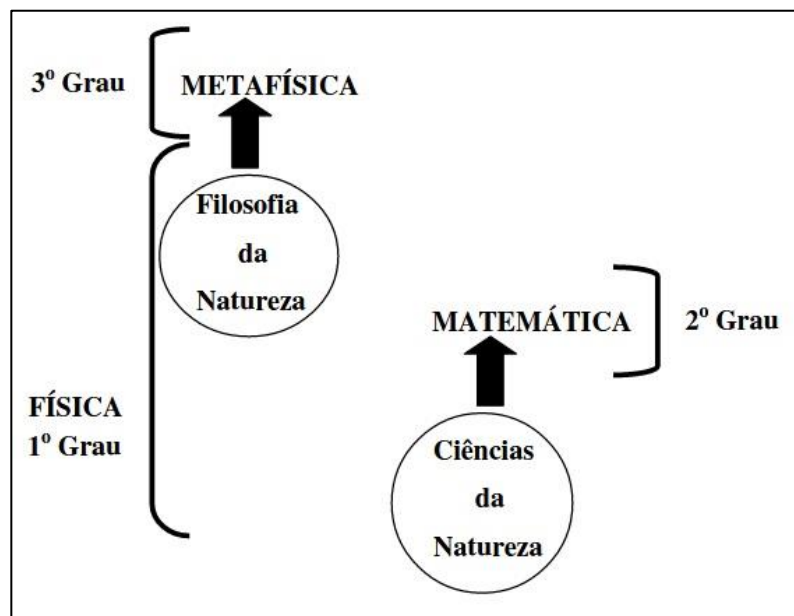 3º Grau
METAFÍSICA
Filosofia
da
Natureza
MATEMÁTICA
2º Grau
FÍSICA
1º Grau
Ciências
da
Natureza